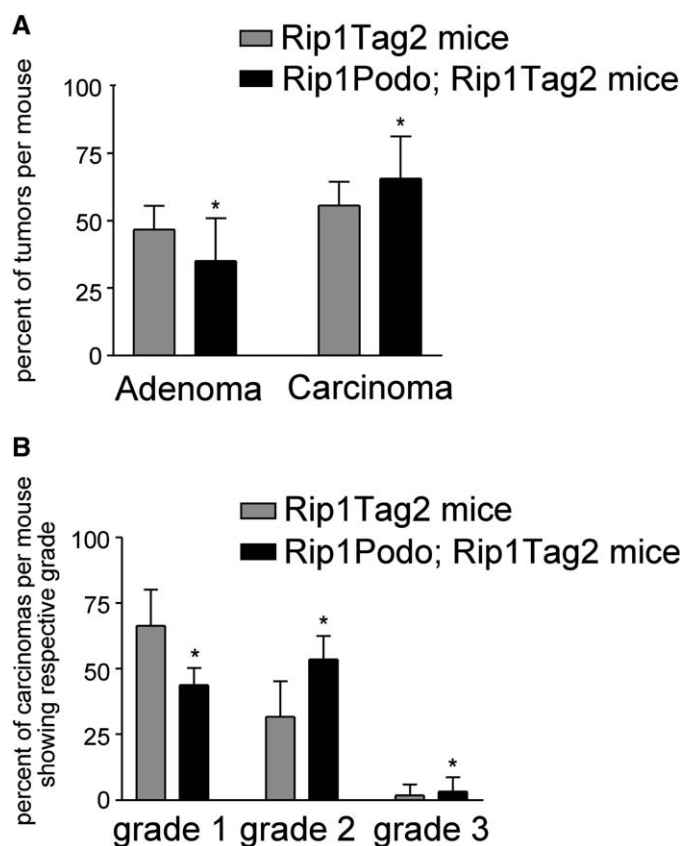 A
Rip1Tag2 mice
Rip1Podo; Rip1Tag2 mice
percent of tumors per mouse
100
75
50
25
0
*
*
Adenoma Carcinoma
B
Rip1Tag2 mice
Rip1Podo; Rip1Tag2 mice
percent of carcinomas per mouse
showing respective grade
100
75
50
25
0
*
*
*
grade 1 grade 2 grade 3